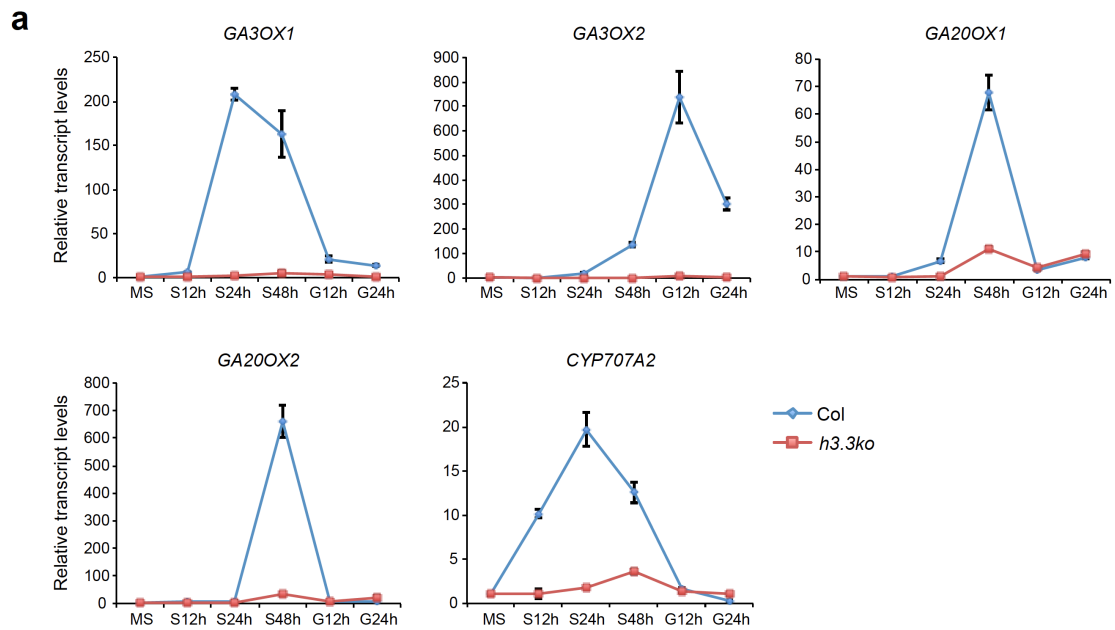 a
GA3OX1
GA3OX2
GA20OX1
Relative transcript levels
250
200
150
100
50
0
MS S12h S24h S48h G12h G24h
900
800
700
600
500
400
300
200
100
0
MS S12h S24h S48h G12h G24h
80
70
60
50
40
30
20
10
0
MS S12h S24h S48h G12h G24h
GA20OX2
CYP707A2
Relative transcript levels
800
700
600
500
400
300
200
100
0
MS S12h S24h S48h G12h G24h
25
20
15
10
5
0
MS S12h S24h S48h G12h G24h
Col
h3.3ko